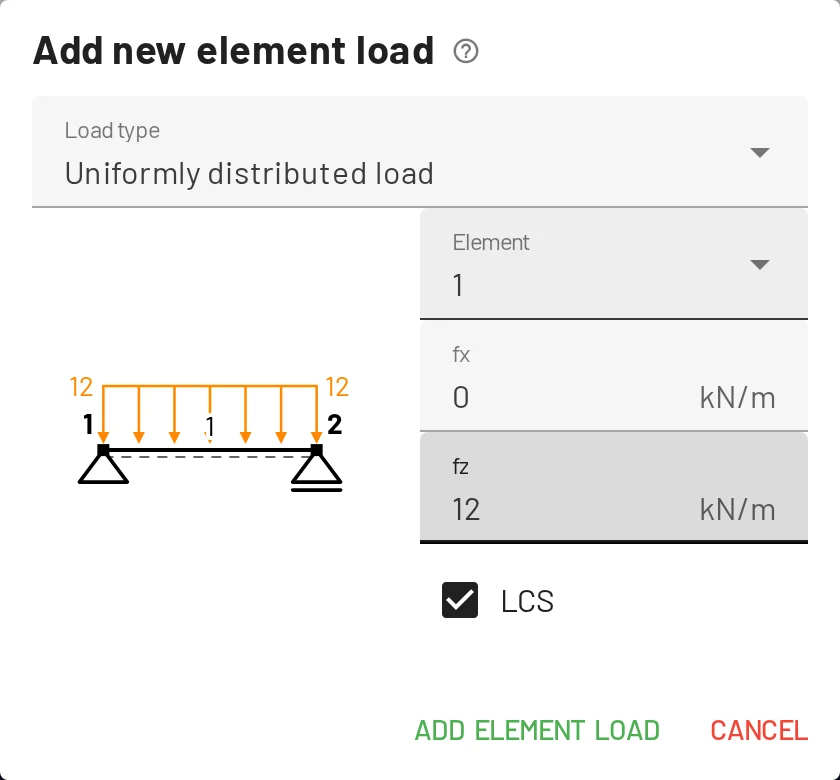 Add new element load
Load type
Uniformly distributed load
Element
1
fx
0 kN/m
fz
12 kN/m
LCS
12 12
1 1 2
ADD ELEMENT LOAD CANCEL